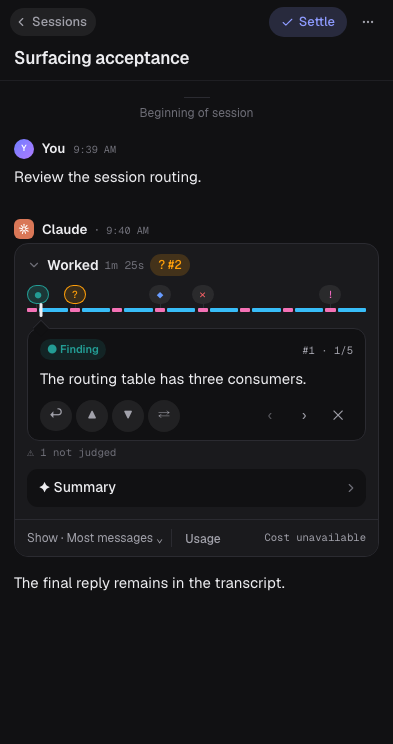 Sessions
Settle
Surfacing acceptance
Beginning of session
Y You 9:39 AM
Review the session routing.
Claude · 9:40 AM
Worked 1m 25s ? #2
? ◆ ✕ !
Finding #1 · 1/5
The routing table has three consumers.
⚠ 1 not judged
✦ Summary
Show · Most messages Usage Cost unavailable
The final reply remains in the transcript.